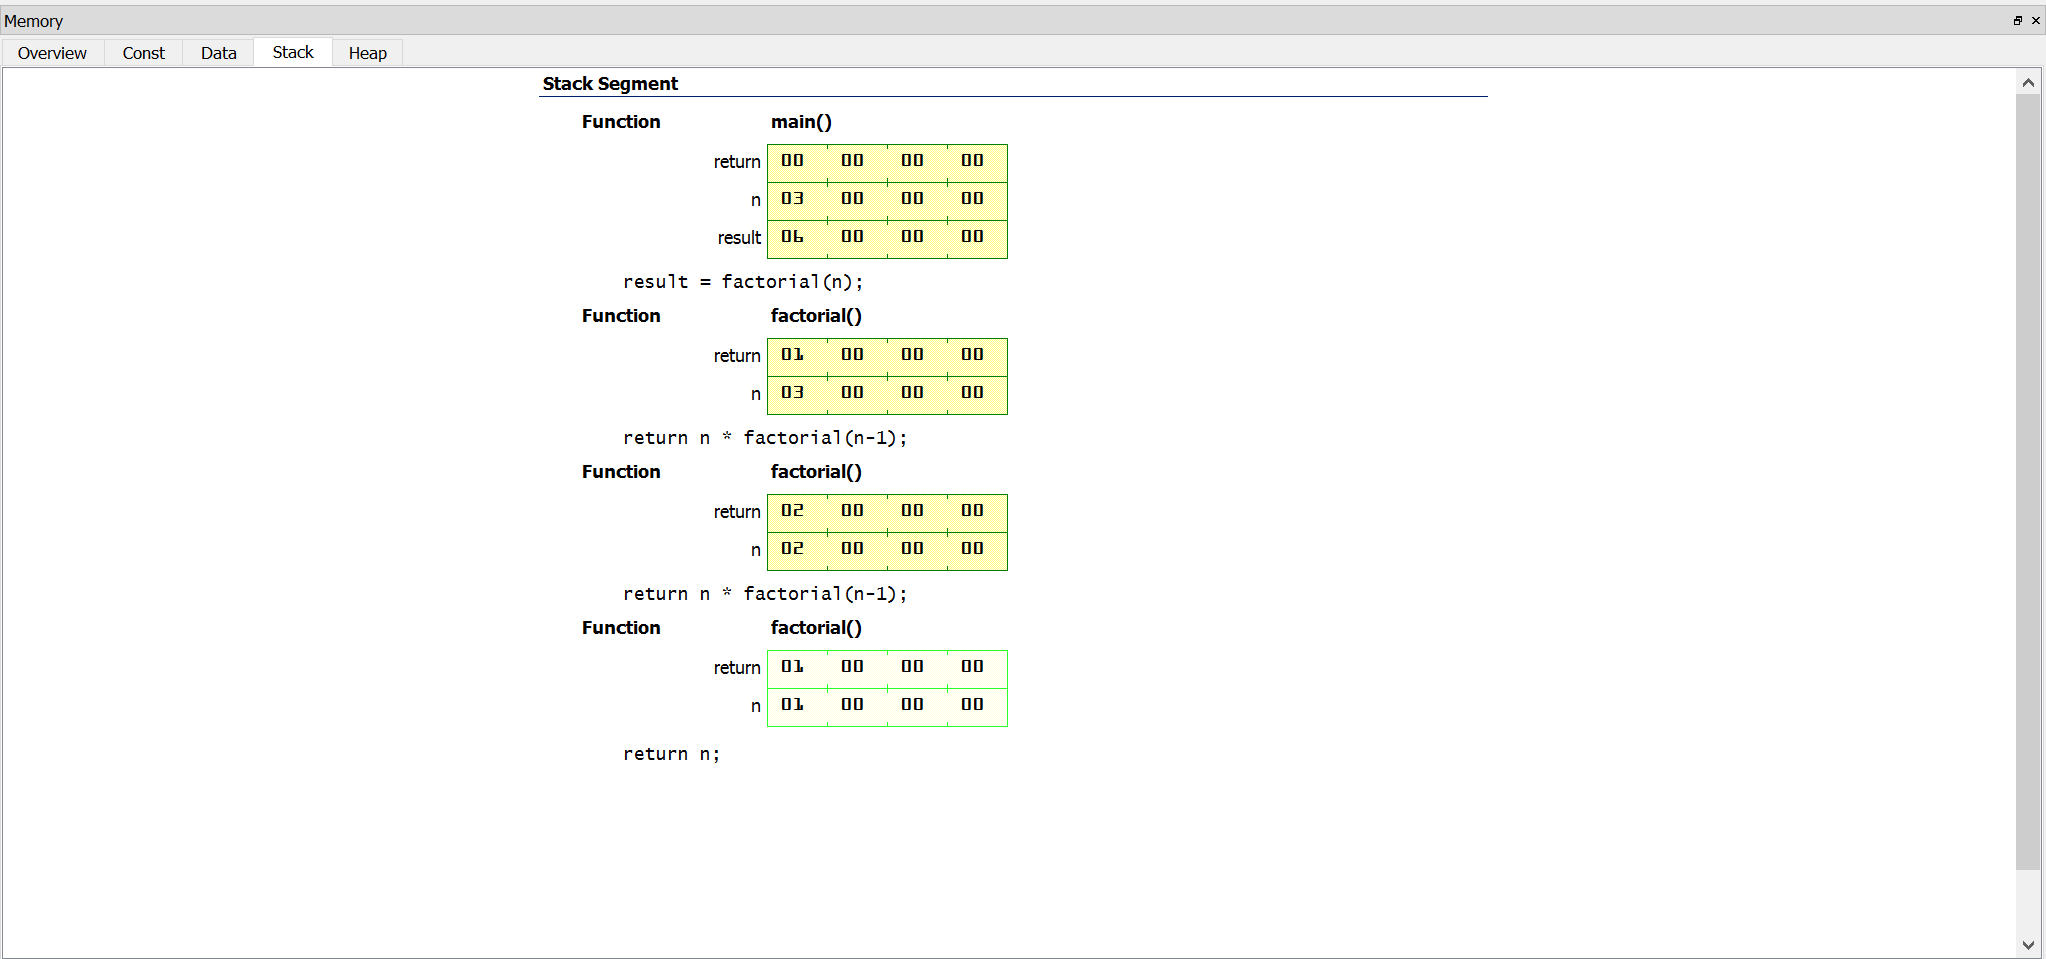 Memory
Overview Const Data Stack Heap
Stack Segment
Function main()
return 00 00 00 00
n 03 00 00 00
result 06 00 00 00
result = factorial(n);
Function factorial()
return 01 00 00 00
n 03 00 00 00
return n * factorial(n-1);
Function factorial()
return 02 00 00 00
n 02 00 00 00
return n * factorial(n-1);
Function factorial()
return 01 00 00 00
n 01 00 00 00
return n;